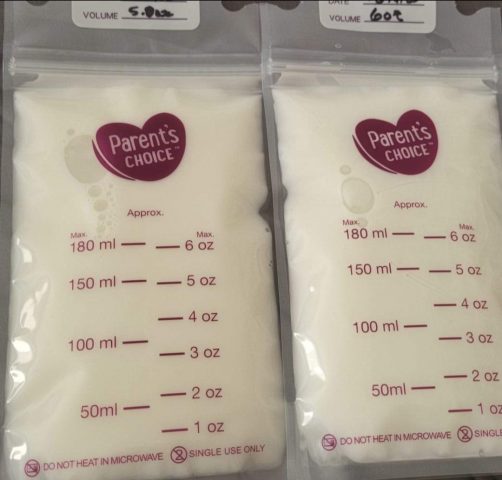 VOLUME 5.0oz
Parent's
CHOICE™
Approx.
Max. Max.
180 ml 6 oz
150 ml 5 oz
4 oz
100 ml
3 oz
2 oz
50ml
1 oz
DO NOT HEAT IN MICROWAVE SINGLE USE ONLY
DATE
VOLUME 6oz
Parent's
CHOICE™
Approx.
Max. Max.
180 ml 6 oz
150 ml 5 oz
4 oz
100 ml
3 oz
2 oz
50ml
1 oz
DO NOT HEAT IN MICROWAVE SINGLE